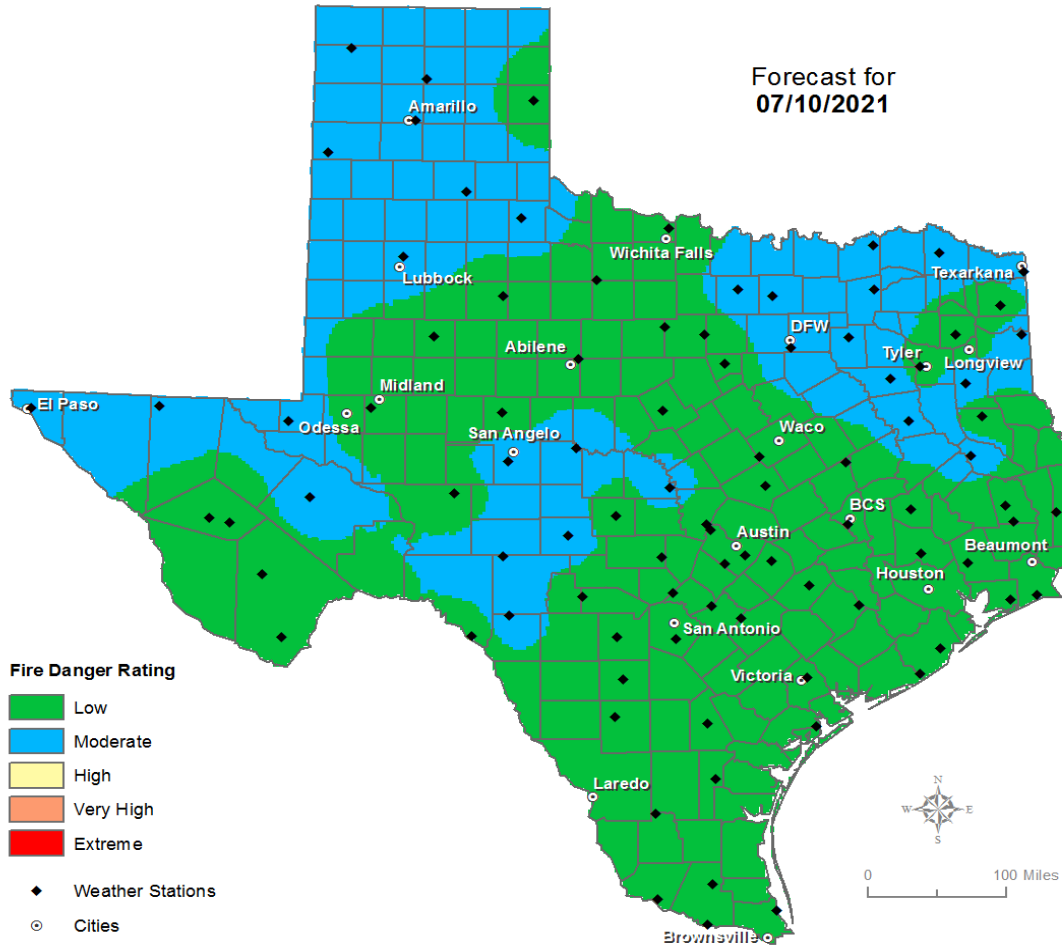 Forecast for
07/10/2021
Amarillo
Wichita Falls
Lubbock
Texarkana
DFW
Abilene
Tyler
Longview
Midland
El Paso
Odessa
San Angelo
Waco
BCS
Austin
Beaumont
Houston
San Antonio
Victoria
Laredo
Brownsville
Fire Danger Rating
Low
Moderate
High
Very High
Extreme
Weather Stations
Cities
N
W E
S
0 100 Miles